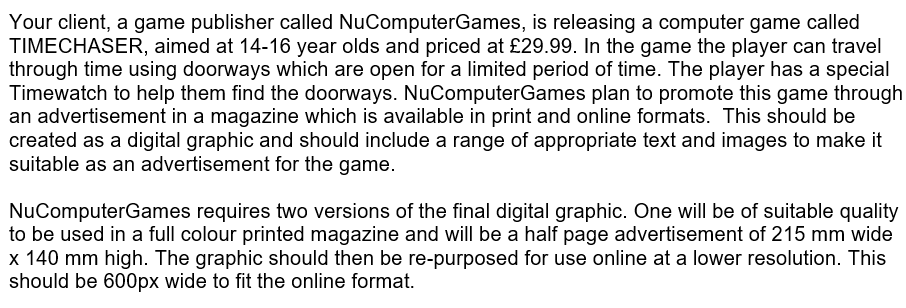 Your client, a game publisher called NuComputerGames, is releasing a computer game called
TIMECHASER, aimed at 14-16 year olds and priced at £29.99. In the game the player can travel
through time using doorways which are open for a limited period of time. The player has a special
Timewatch to help them find the doorways. NuComputerGames plan to promote this game through
an advertisement in a magazine which is available in print and online formats.  This should be
created as a digital graphic and should include a range of appropriate text and images to make it
suitable as an advertisement for the game.
NuComputerGames requires two versions of the final digital graphic. One will be of suitable quality
to be used in a full colour printed magazine and will be a half page advertisement of 215 mm wide
x 140 mm high. The graphic should then be re-purposed for use online at a lower resolution. This
should be 600px wide to fit the online format.